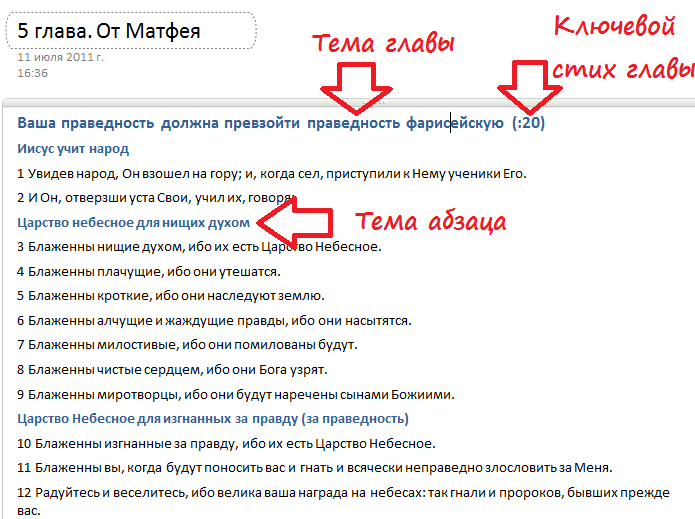 5 глава. От Матфея
11 июля 2011 г.
16:36
Тема главы
Ключевой
стих главы
Ваша праведность должна превзойти праведность фарисейскую (:20)
Иисус учит народ
1 Увидев народ, Он взошел на гору; и, когда сел, приступили к Нему ученики Его.
2 И Он, отверзши уста Свои, учил их, говоря:
Царство небесное для нищих духом
Тема абзаца
3 Блаженны нищие духом, ибо их есть Царство Небесное.
4 Блаженны плачущие, ибо они утешатся.
5 Блаженны кроткие, ибо они наследуют землю.
6 Блаженны алчущие и жаждущие правды, ибо они насытятся.
7 Блаженны милостивые, ибо они помилованы будут.
8 Блаженны чистые сердцем, ибо они Бога узрят.
9 Блаженны миротворцы, ибо они будут наречены сынами Божиими.
Царство Небесное для изгнанных за правду (за праведность)
10 Блаженны изгнанные за правду, ибо их есть Царство Небесное.
11 Блаженны вы, когда будут поносить вас и гнать и всячески неправедно злословить за Меня.
12 Радуйтесь и веселитесь, ибо велика ваша награда на небесах: так гнали и пророков, бывших прежде
вас.